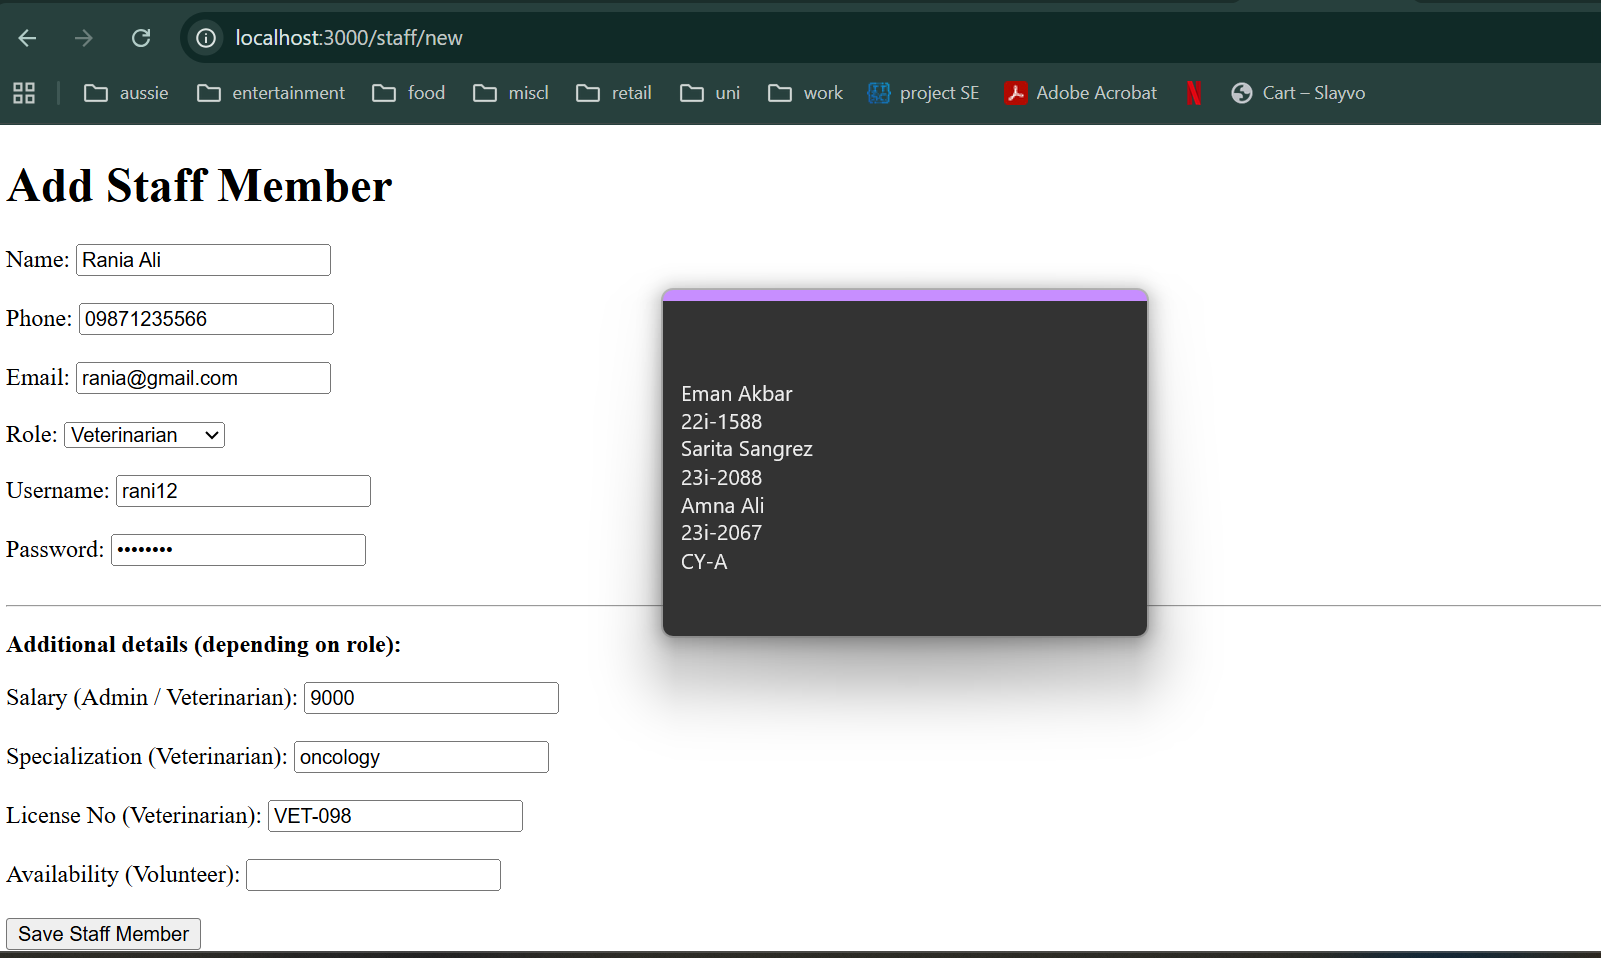 localhost:3000/staff/new
aussie entertainment food miscl retail uni work project SE Adobe Acrobat N Cart – Slayvo
Add Staff Member
Name: Rania Ali
Phone: 09871235566
Email: rania@gmail.com
Role: Veterinarian
Username: rani12
Password: ••••••••
Additional details (depending on role):
Salary (Admin / Veterinarian): 9000
Specialization (Veterinarian): oncology
License No (Veterinarian): VET-098
Availability (Volunteer):
Save Staff Member
Eman Akbar
22i-1588
Sarita Sangrez
23i-2088
Amna Ali
23i-2067
CY-A